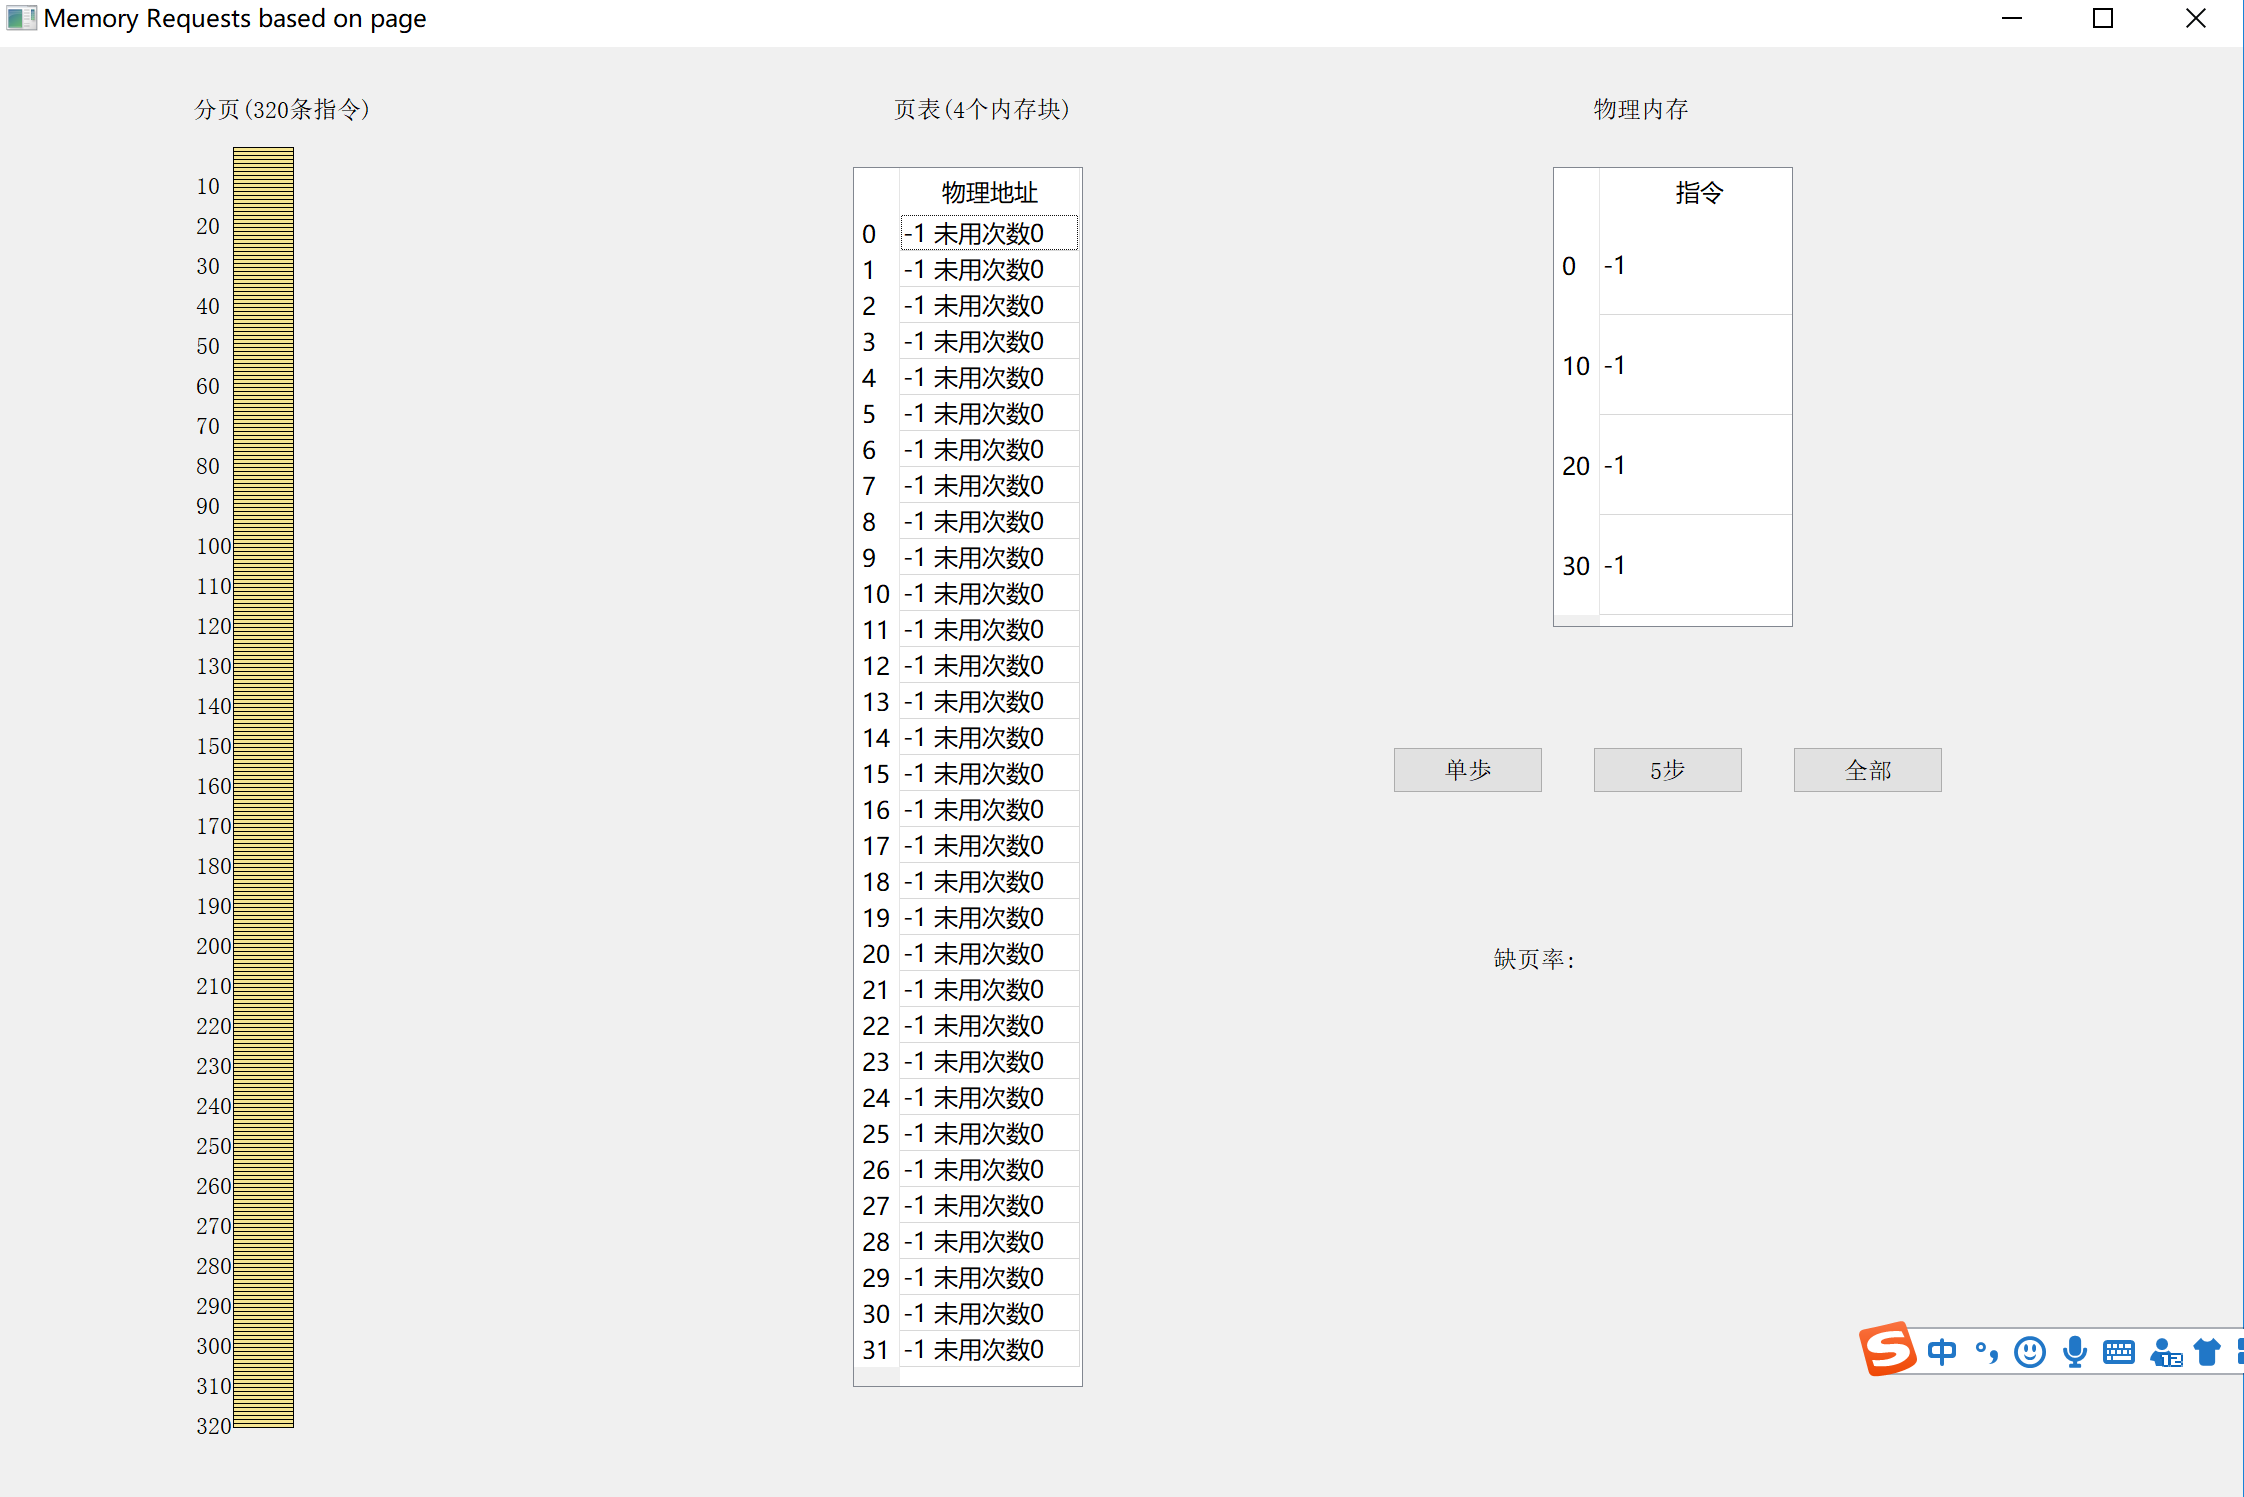 Memory Requests based on page
分页(320条指令)
10
20
30
40
50
60
70
80
90
100
110
120
130
140
150
160
170
180
190
200
210
220
230
240
250
260
270
280
290
300
310
320
页表(4个内存块)
物理地址
0 -1 未用次数0
1 -1 未用次数0
2 -1 未用次数0
3 -1 未用次数0
4 -1 未用次数0
5 -1 未用次数0
6 -1 未用次数0
7 -1 未用次数0
8 -1 未用次数0
9 -1 未用次数0
10 -1 未用次数0
11 -1 未用次数0
12 -1 未用次数0
13 -1 未用次数0
14 -1 未用次数0
15 -1 未用次数0
16 -1 未用次数0
17 -1 未用次数0
18 -1 未用次数0
19 -1 未用次数0
20 -1 未用次数0
21 -1 未用次数0
22 -1 未用次数0
23 -1 未用次数0
24 -1 未用次数0
25 -1 未用次数0
26 -1 未用次数0
27 -1 未用次数0
28 -1 未用次数0
29 -1 未用次数0
30 -1 未用次数0
31 -1 未用次数0
物理内存
指令
0 -1
10 -1
20 -1
30 -1
单步 5步 全部
缺页率:
S 中 °, 12